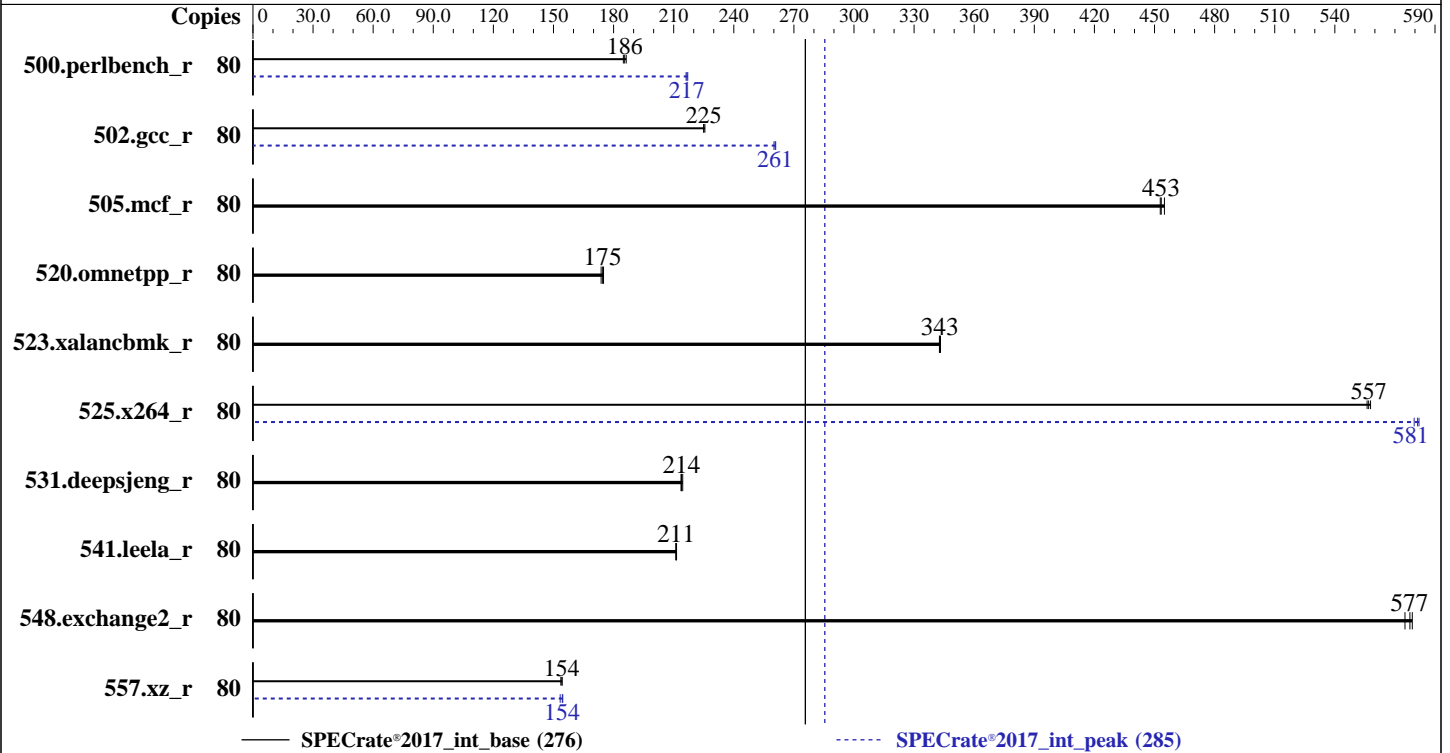 Copies 0 30.0 60.0 90.0 120 150 180 210 240 270 300 330 360 390 420 450 480 510 540 590
500.perlbench_r 80 186
217
502.gcc_r 80 225
261
505.mcf_r 80 453
520.omnetpp_r 80 175
523.xalancbmk_r 80 343
525.x264_r 80 557
581
531.deepsjeng_r 80 214
541.leela_r 80 211
548.exchange2_r 80 577
557.xz_r 80 154
154
SPECrate®2017_int_base (276) SPECrate®2017_int_peak (285)